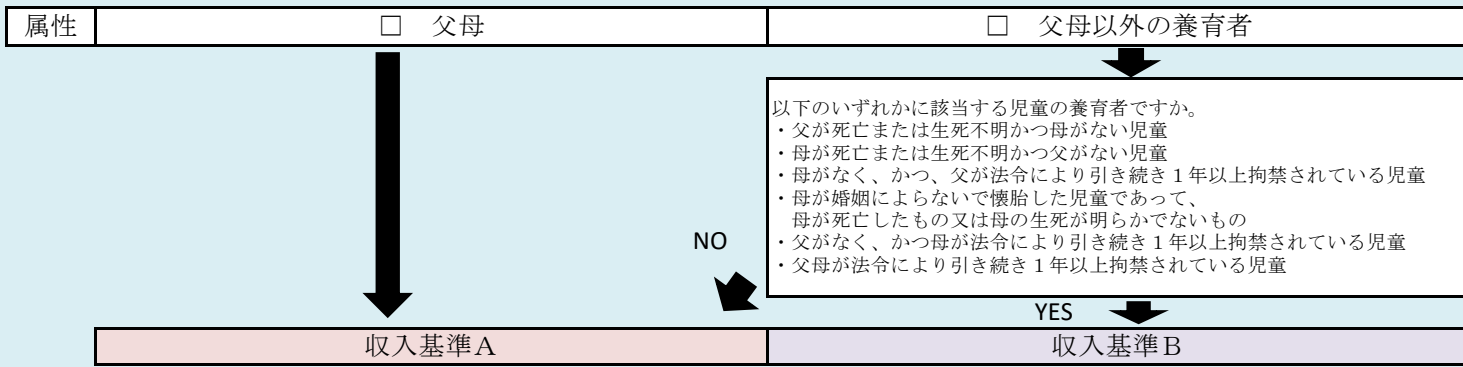 属性
□ 父母
□ 父母以外の養育者
以下のいずれかに該当する児童の養育者ですか。
・父が死亡または生死不明かつ母がない児童
・母が死亡または生死不明かつ父がない児童
・母がなく、かつ、父が法令により引き続き１年以上拘禁されている児童
・母が婚姻によらないで懐胎した児童であって、
母が死亡したもの又は母の生死が明らかでないもの
・父がなく、かつ母が法令により引き続き１年以上拘禁されている児童
・父母が法令により引き続き１年以上拘禁されている児童
NO
YES
収入基準Ａ
収入基準Ｂ